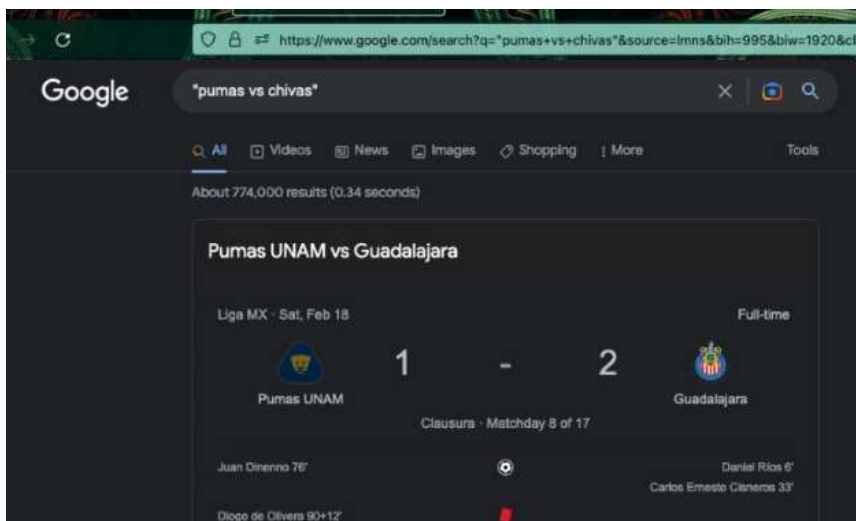 https://www.google.com/search?q="pumas+vs+chivas"&source=lmns&bih=995&biw=1920&cl
Google
"pumas vs chivas"
All Videos News Images Shopping More Tools
About 774,000 results (0.34 seconds)
Pumas UNAM vs Guadalajara
Liga MX · Sat, Feb 18 Full-time
1 - 2
Pumas UNAM Guadalajara
Clausura · Matchday 8 of 17
Juan Dinenno 76' Daniel Ríos 6'
Carlos Ernesto Cisneros 33'
Diogo de Olivera 90+12'